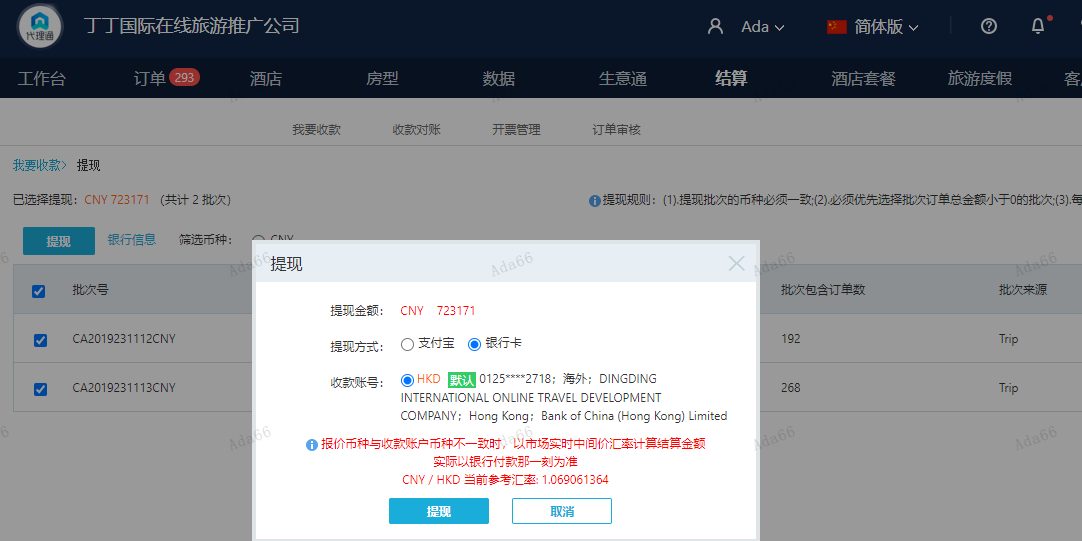 代理通
丁丁国际在线旅游推广公司
Ada
简体版
工作台 订单 293 酒店 房型 数据 生意通 结算 酒店套餐 旅游度假 客
我要收款 收款对账 开票管理 订单审核
我要收款> 提现
已选择提现: CNY 723171 (共计 2 批次)
提现规则: (1).提现批次的币种必须一致;(2).必须优先选择批次订单总金额小于0的批次;(3).每
提现 银行信息 筛选币种: CNY
批次号 批次包含订单数 批次来源
CA2019231112CNY 192 Trip
CA2019231113CNY 268 Trip
提现
提现金额: CNY 723171
提现方式: 支付宝 银行卡
收款账号: HKD 默认 0125****2718; 海外; DINGDING
INTERNATIONAL ONLINE TRAVEL DEVELOPMENT
COMPANY; Hong Kong; Bank of China (Hong Kong) Limited
报价币种与收款账户币种不一致时，以市场实时中间价汇率计算结算金额
实际以银行付款那一刻为准
CNY / HKD 当前参考汇率: 1.069061364
提现 取消
Ada66
Ada66
Ada66
Ada66
Ada66
Ada66
Ada66